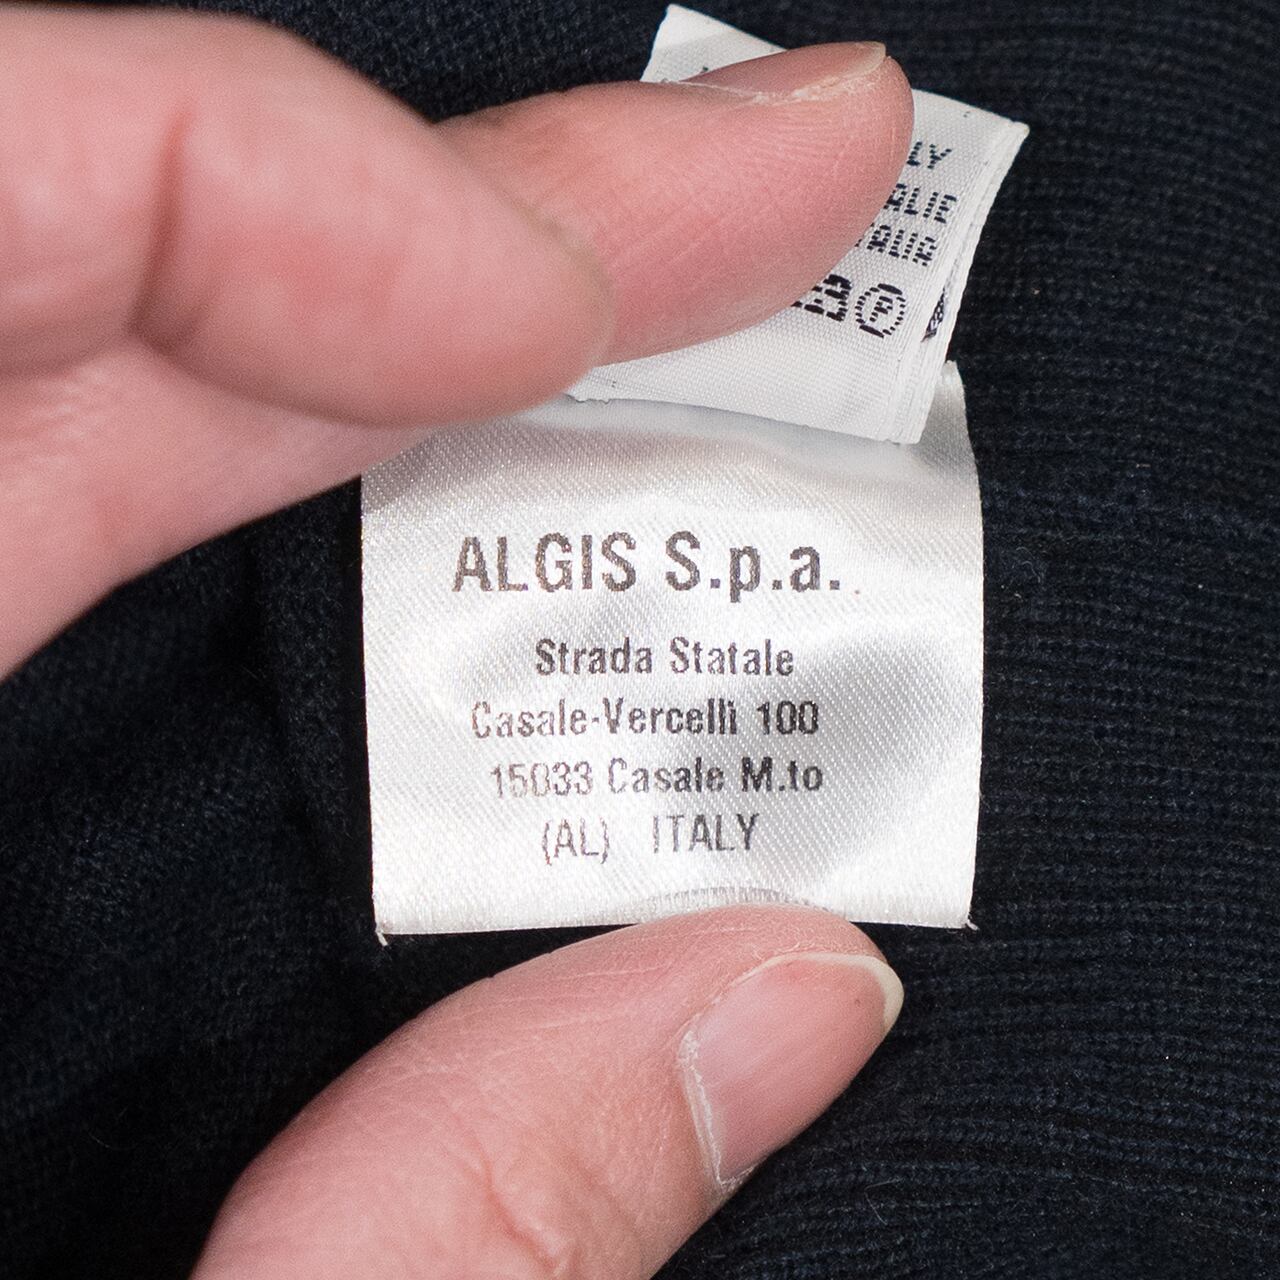 ALGIS S.p.a.
Strada Statale
Casale-Vercelli 100
15033 Casale M.to
(AL) ITALY